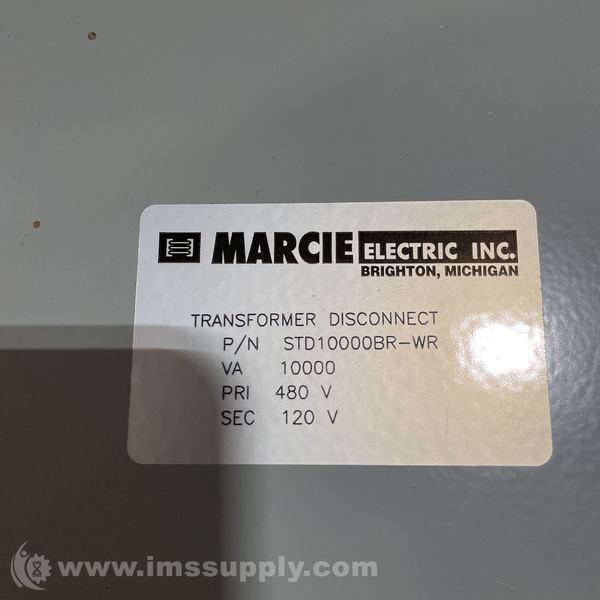 MARCIE ELECTRIC INC.
BRIGHTON, MICHIGAN
TRANSFORMER DISCONNECT
P/N STD10000BR-WR
VA 10000
PRI 480 V
SEC 120 V
www.imssupply.com